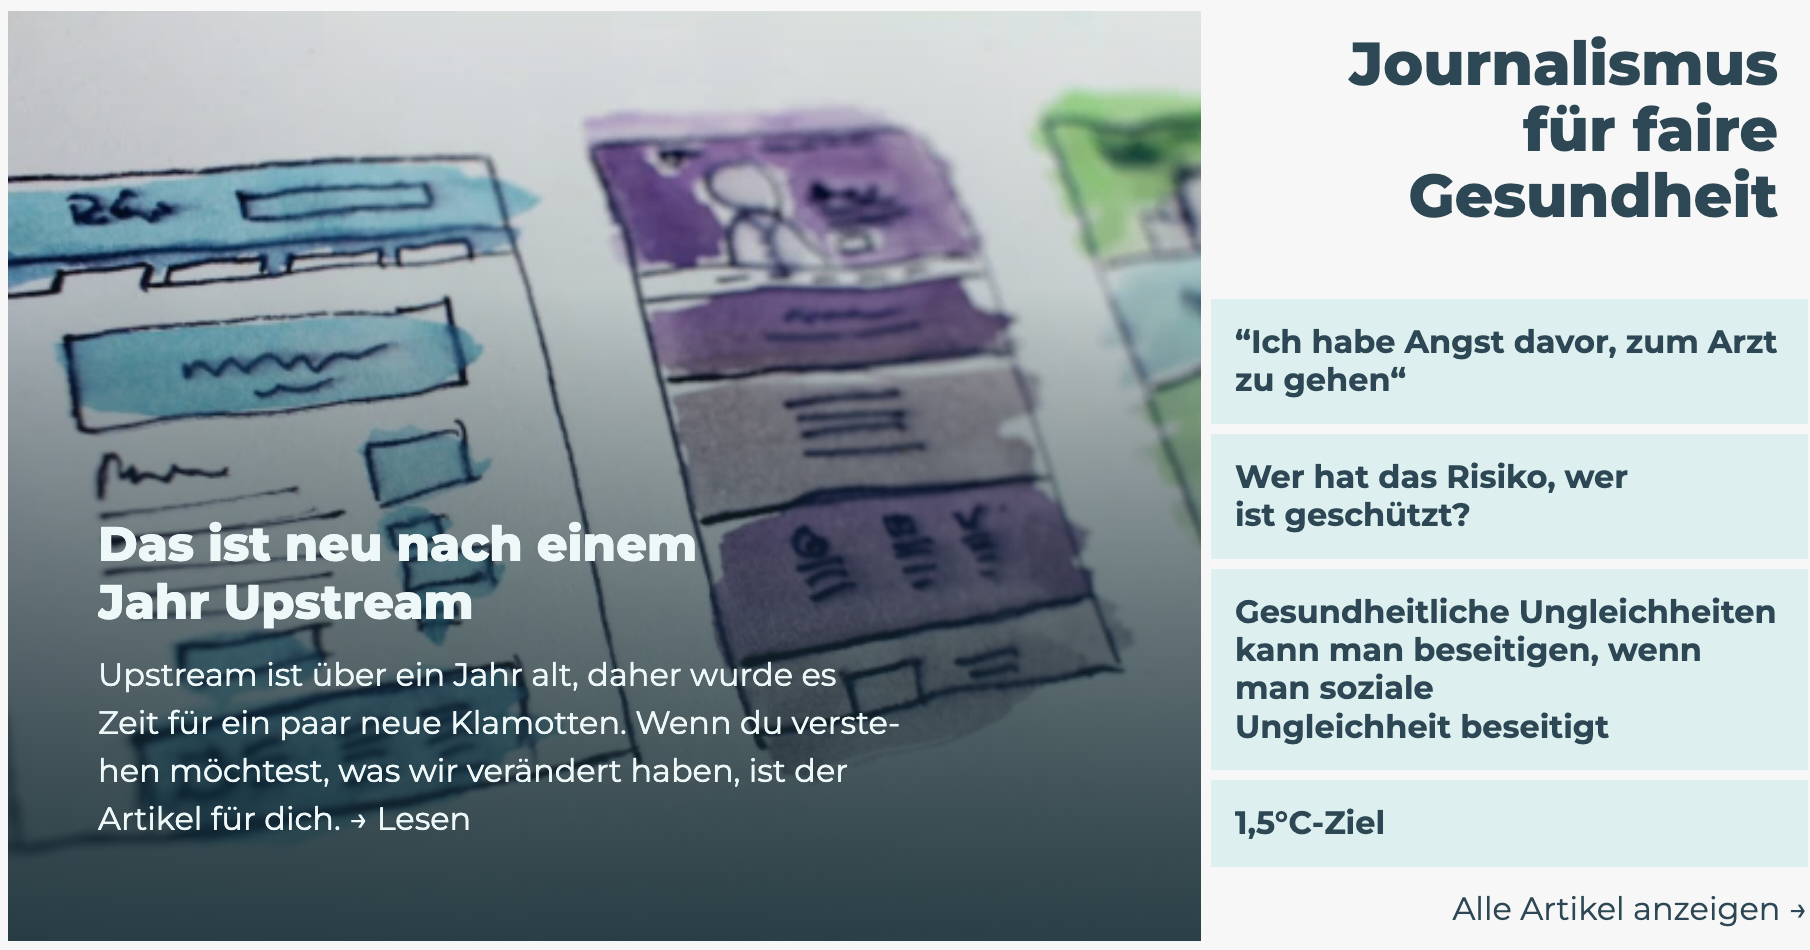 Das ist neu nach einem
Jahr Upstream
Upstream ist über ein Jahr alt, daher wurde es
Zeit für ein paar neue Klamotten. Wenn du verste-
hen möchtest, was wir verändert haben, ist der
Artikel für dich. → Lesen
Journalismus
für faire
Gesundheit
“Ich habe Angst davor, zum Arzt
zu gehen“
Wer hat das Risiko, wer
ist geschützt?
Gesundheitliche Ungleichheiten
kann man beseitigen, wenn
man soziale
Ungleichheit beseitigt
1,5°C-Ziel
Alle Artikel anzeigen →